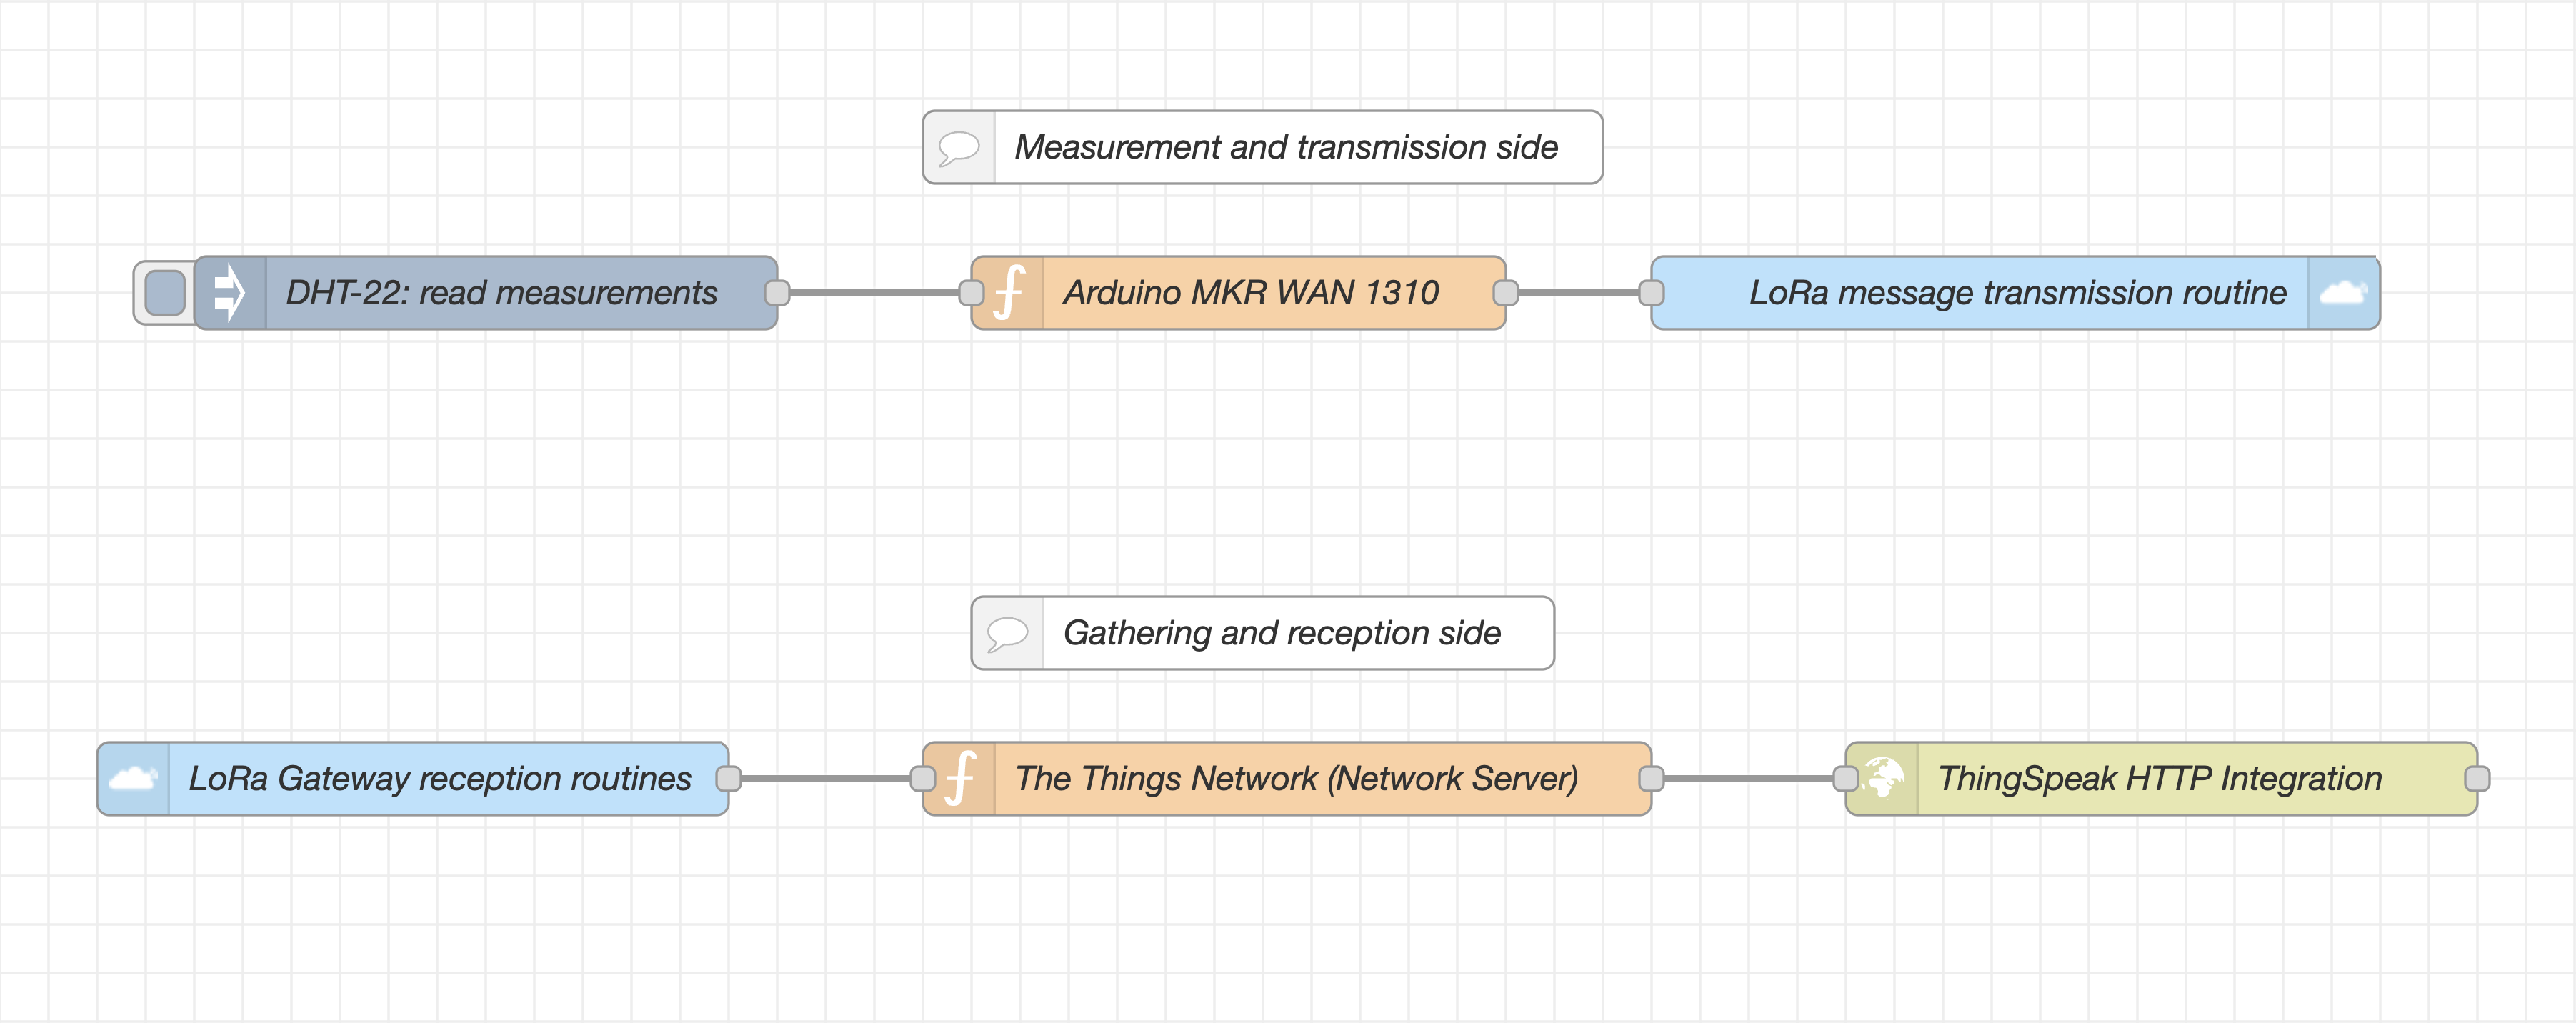 Measurement and transmission side
DHT-22: read measurements
Arduino MKR WAN 1310
LoRa message transmission routine
Gathering and reception side
LoRa Gateway reception routines
The Things Network (Network Server)
ThingSpeak HTTP Integration